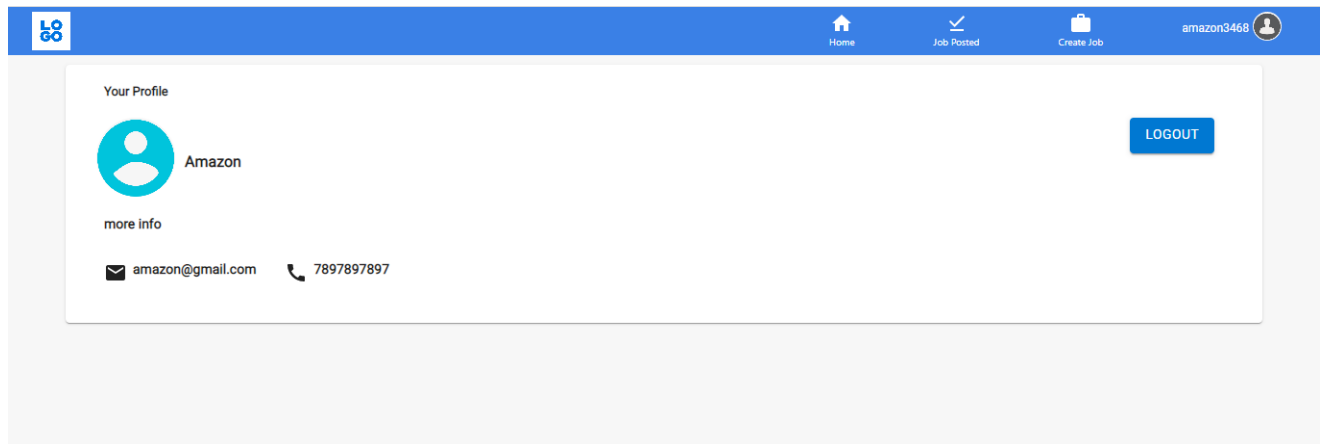 LO
GO
Home
Job Posted
Create Job
amazon3468
Your Profile
LOGOUT
Amazon
more info
amazon@gmail.com
7897897897